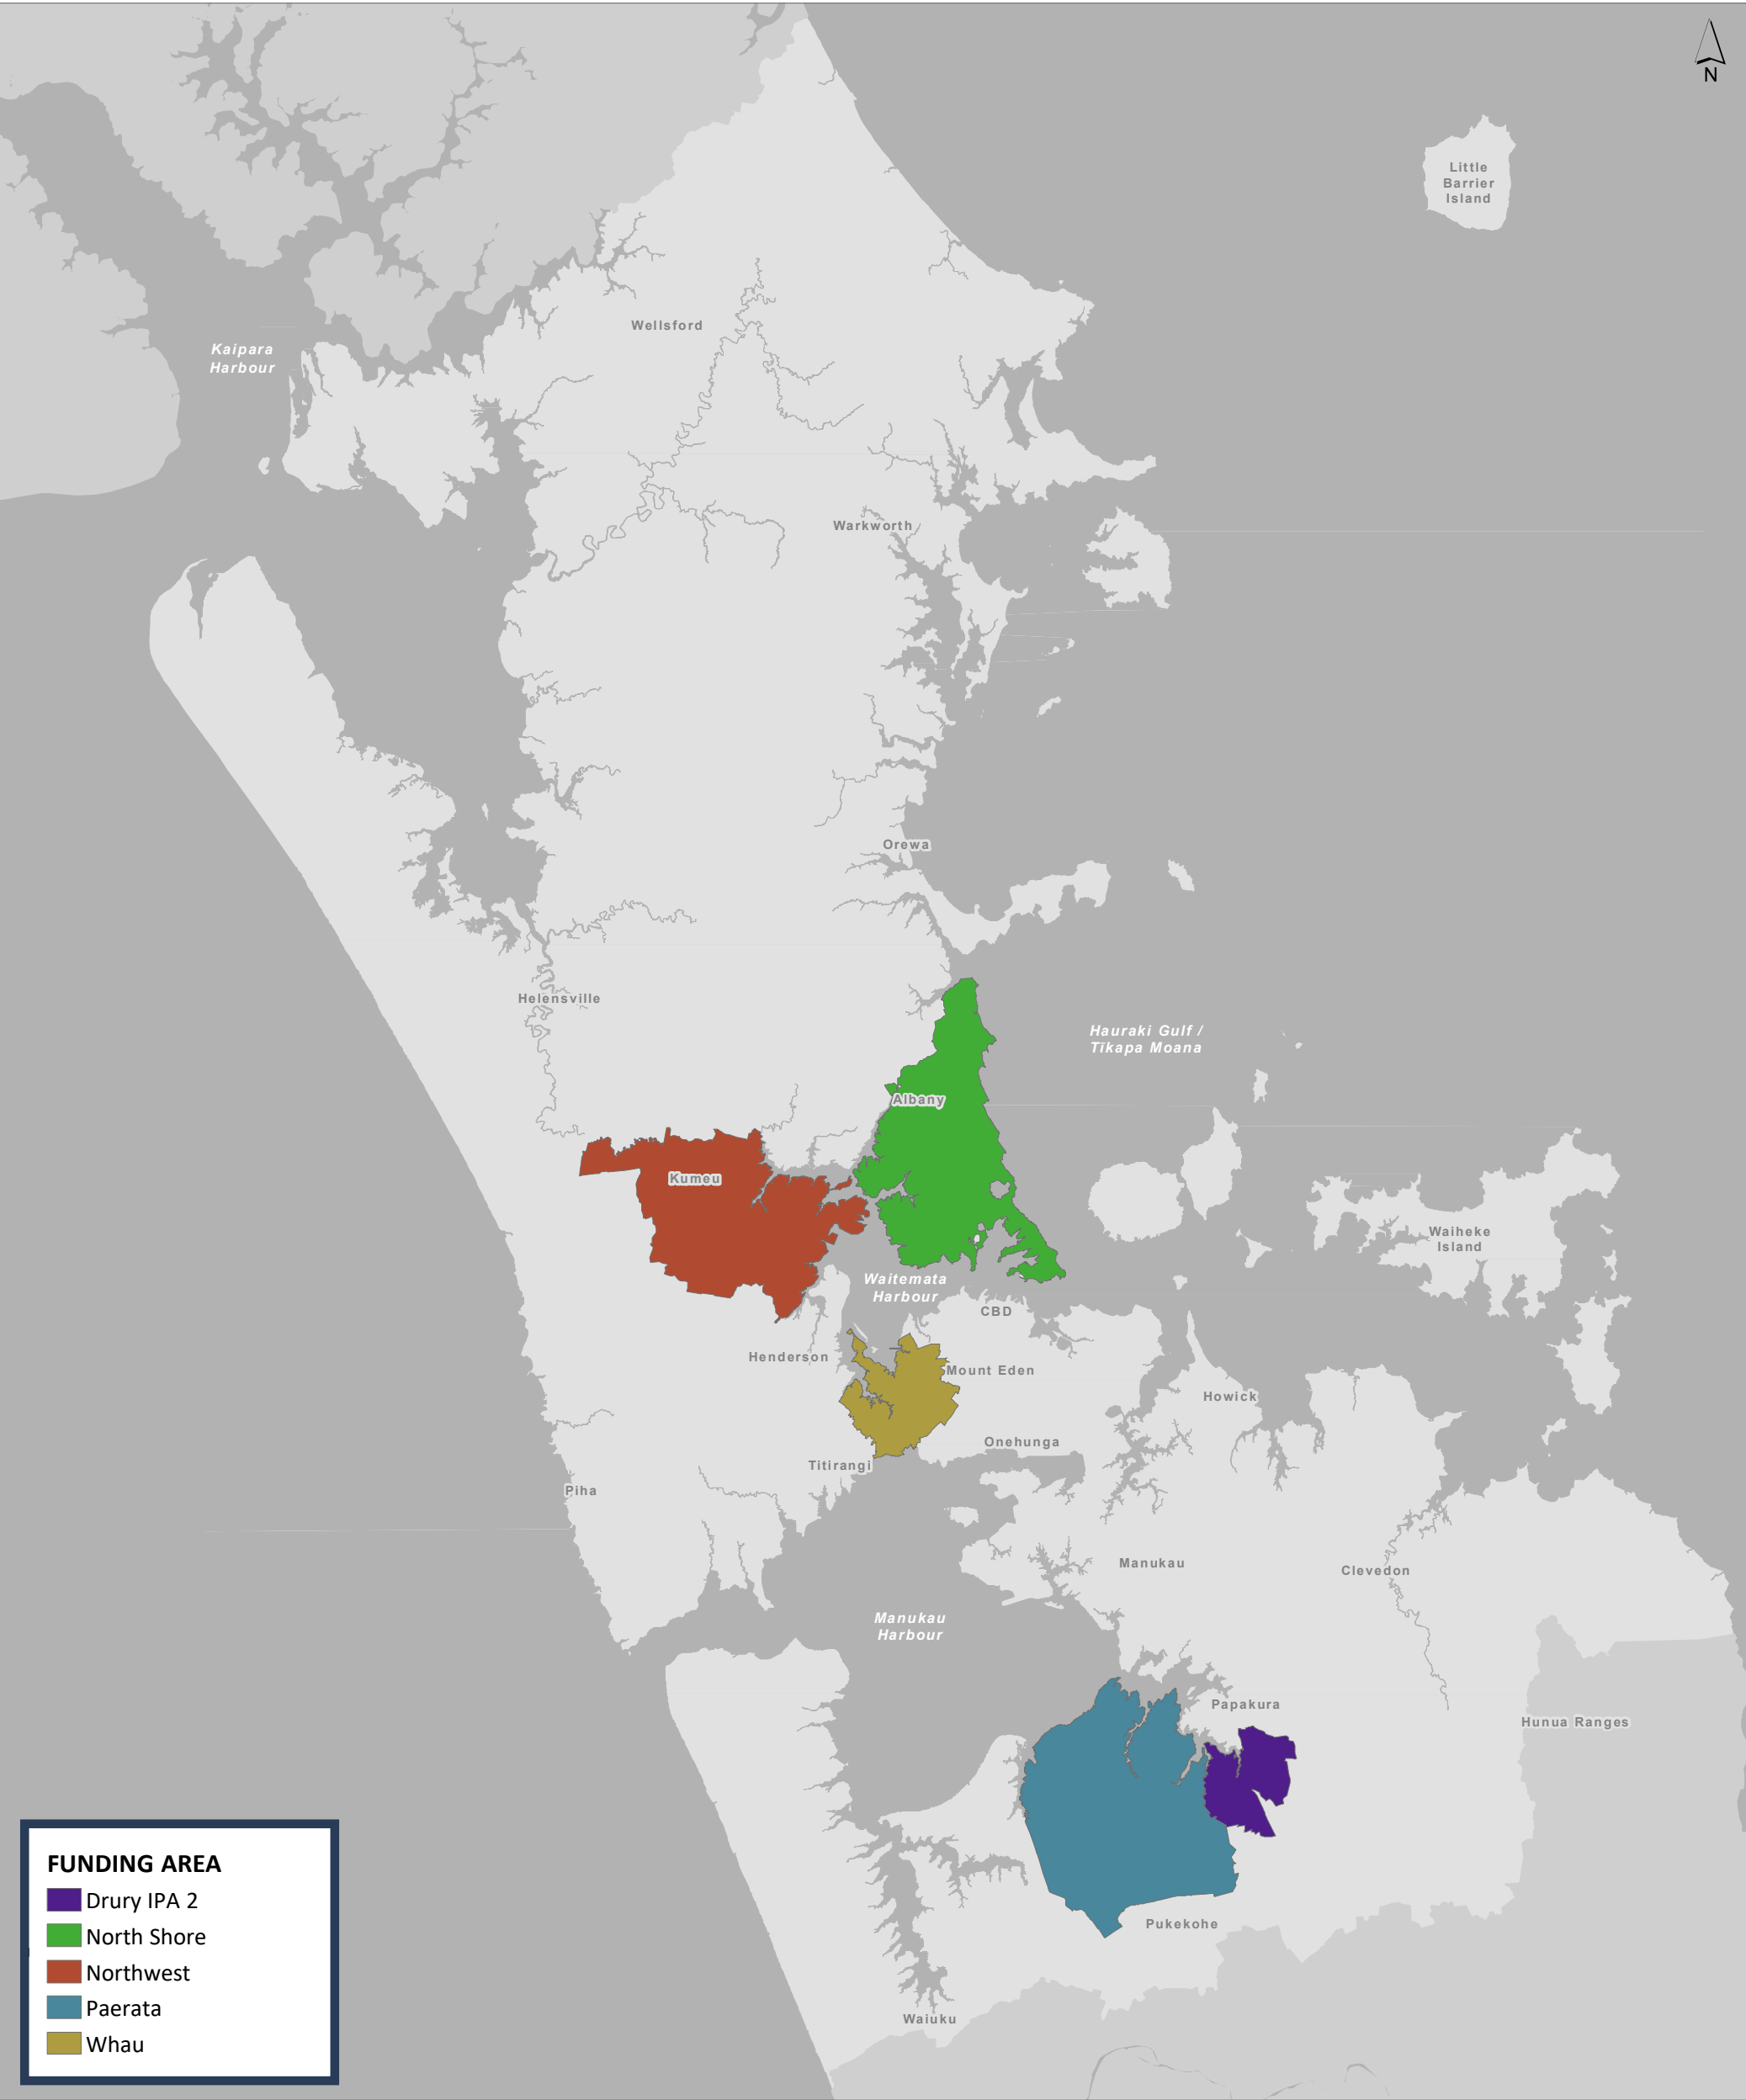 N
Little
Barrier
Island
Wellsford
Kaipara
Harbour
Warkworth
Orewa
Helensville
Hauraki Gulf /
Tīkapa Moana
Albany
Kumeu
Waiheke
Island
Waitemata
Harbour
CBD
Henderson
Mount Eden
Howick
Onehunga
Titirangi
Piha
Manukau
Clevedon
Manukau
Harbour
Papakura
Hunua Ranges
Pukekohe
Waiuku
FUNDING AREA
Drury IPA 2
North Shore
Northwest
Paerata
Whau